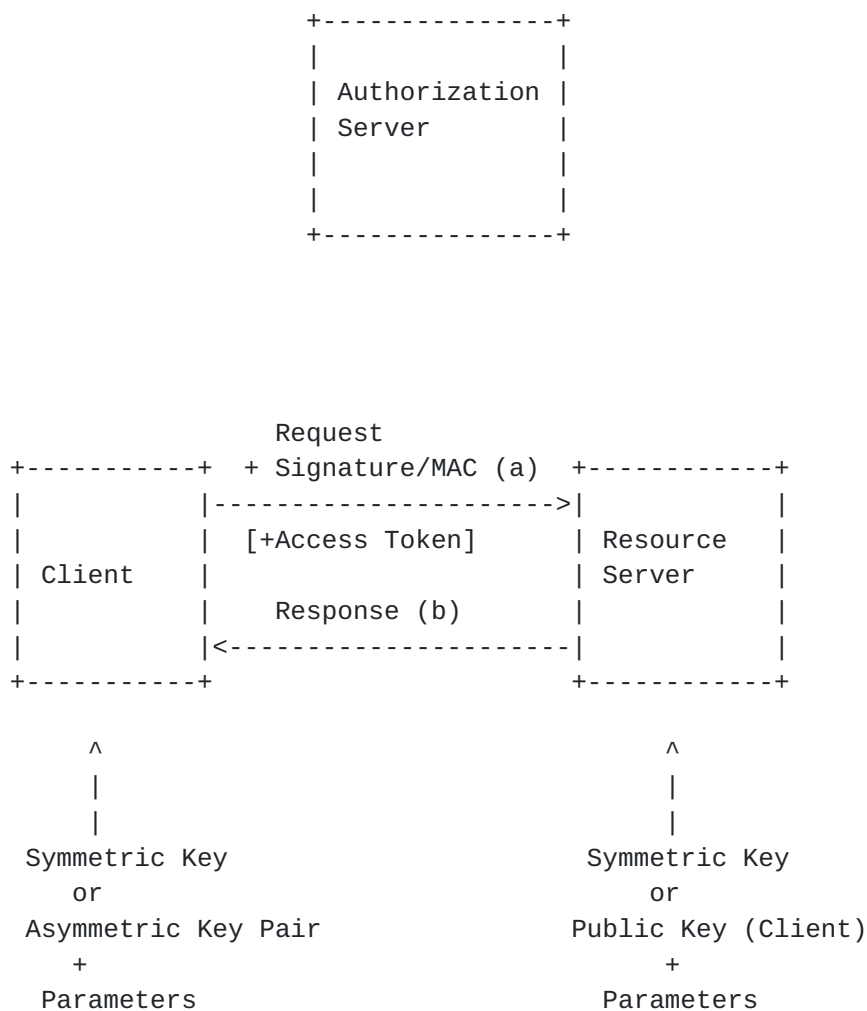 Authorization
Server
Request
+ Signature/MAC (a)
[+Access Token]
Resource
Client
Server
Response (b)
Symmetric Key
or
Asymmetric Key Pair
+
Parameters
Symmetric Key
or
Public Key (Client)
+
Parameters